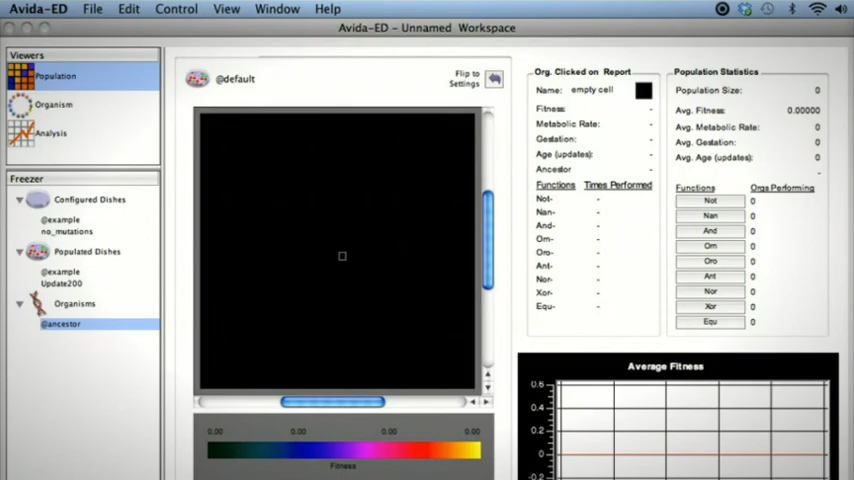 Avida-ED File Edit Control View Window Help
Avida-ED - Unnamed Workspace
Viewers
Population
Organism
Analysis
Freezer
Configured Dishes
@example
no_mutations
Populated Dishes
@example
Update200
Organisms
@ancestor
@default
Flip to
Settings
0.00 0.00 0.00 0.00
Fitness
Org. Clicked on Report
Name: empty cell
Fitness: -
Metabolic Rate: -
Gestation: -
Age (updates): -
Ancestor -
Functions Times Performed
Not- -
Nan- -
And- -
Orn- -
Oro- -
Ant- -
Nor- -
Xor- -
Equ- -
Population Statistics
Population Size: 0
Avg. Fitness: 0.00000
Avg. Metabolic Rate: 0
Avg. Gestation: 0
Avg. Age (updates): 0
-
Functions Orgs Performing
Not 0
Nan 0
And 0
Orn 0
Oro 0
Ant 0
Nor 0
Xor 0
Equ 0
Average Fitness
0.6
0.4
0.2
0
-0.2